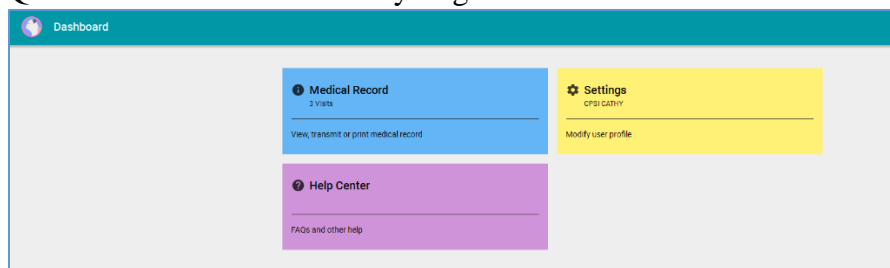 Dashboard
Medical Record
3 Visits
View, transmit or print medical record
Settings
CPSI CATHY
Modify user profile
Help Center
FAQs and other help